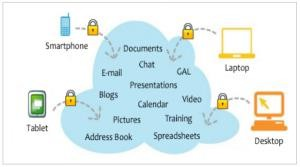 Smartphone
Documents
Chat
E-mail
GAL
Laptop
Presentations
Blogs
Calendar
Video
Tablet
Pictures
Training
Address Book
Spreadsheets
Desktop